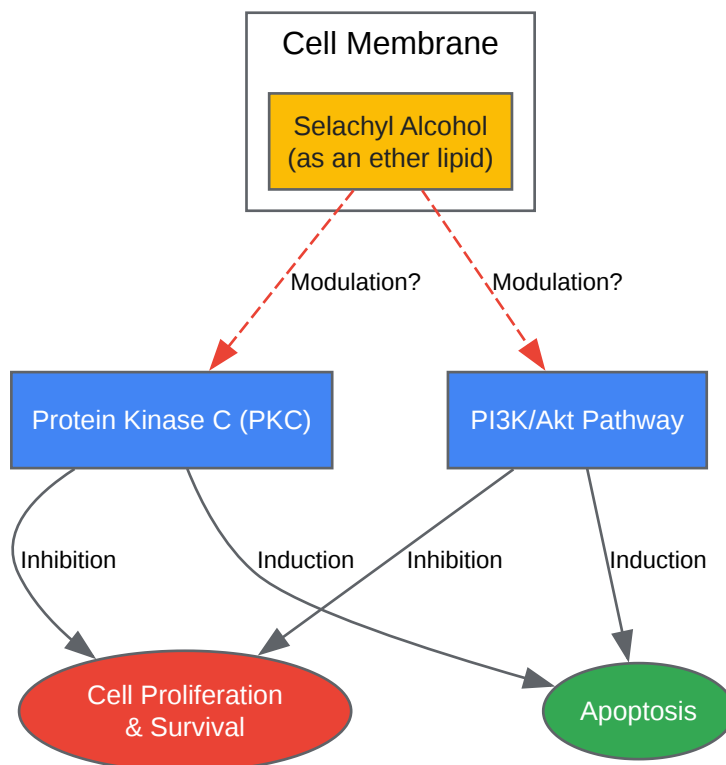 Cell Membrane
Selachyl Alcohol
(as an ether lipid)
Modulation?
Modulation?
Protein Kinase C (PKC)
PI3K/Akt Pathway
Inhibition
Induction
Inhibition
Induction
Cell Proliferation
& Survival
Apoptosis